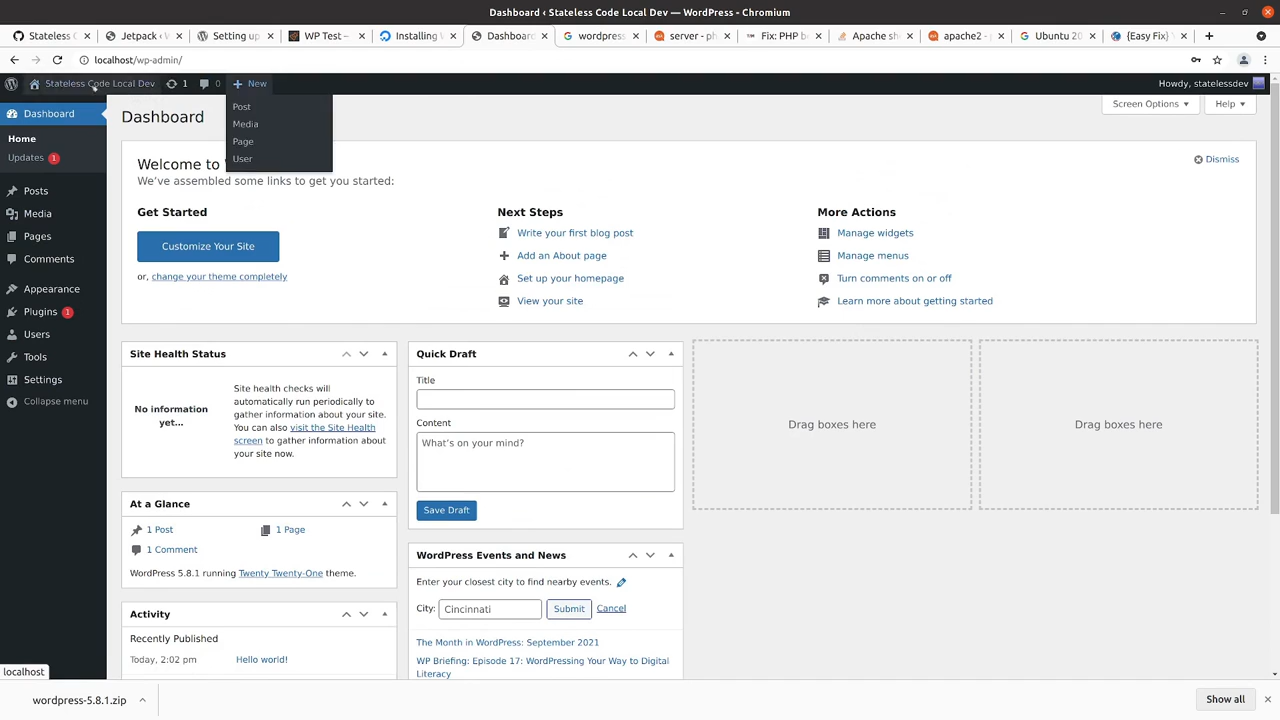 Dashboard ‹ Stateless Code Local Dev — WordPress - Chromium
Stateless C
Jetpack ‹ W
Setting up
WP Test –
Installing W
Dashboard
wordpress
server - ph
Fix: PHP b
Apache sh
apache2 - p
Ubuntu 20
{Easy Fix} Y
localhost/wp-admin/
Stateless Code Local Dev
1
0
New
Howdy, statelessdev
Post
Media
Page
User
Dashboard
Home
Updates 1
Posts
Media
Pages
Comments
Appearance
Plugins 1
Users
Tools
Settings
Collapse menu
Dashboard
Screen Options
Help
Welcome to
We've assembled some links to get you started:
Dismiss
Get Started
Customize Your Site
or, change your theme completely
Next Steps
Write your first blog post
Add an About page
Set up your homepage
View your site
More Actions
Manage widgets
Manage menus
Turn comments on or off
Learn more about getting started
Site Health Status
No information
yet…
Site health checks will
automatically run periodically to
gather information about your site.
You can also visit the Site Health
screen to gather information about
your site now.
At a Glance
1 Post
1 Page
1 Comment
WordPress 5.8.1 running Twenty Twenty-One theme.
Activity
Recently Published
Today, 2:02 pm
Hello world!
Quick Draft
Title
Content
What's on your mind?
Save Draft
WordPress Events and News
Enter your closest city to find nearby events.
City: Cincinnati
Submit
Cancel
The Month in WordPress: September 2021
WP Briefing: Episode 17: WordPressing Your Way to Digital
Literacy
Drag boxes here
Drag boxes here
localhost
wordpress-5.8.1.zip
Show all